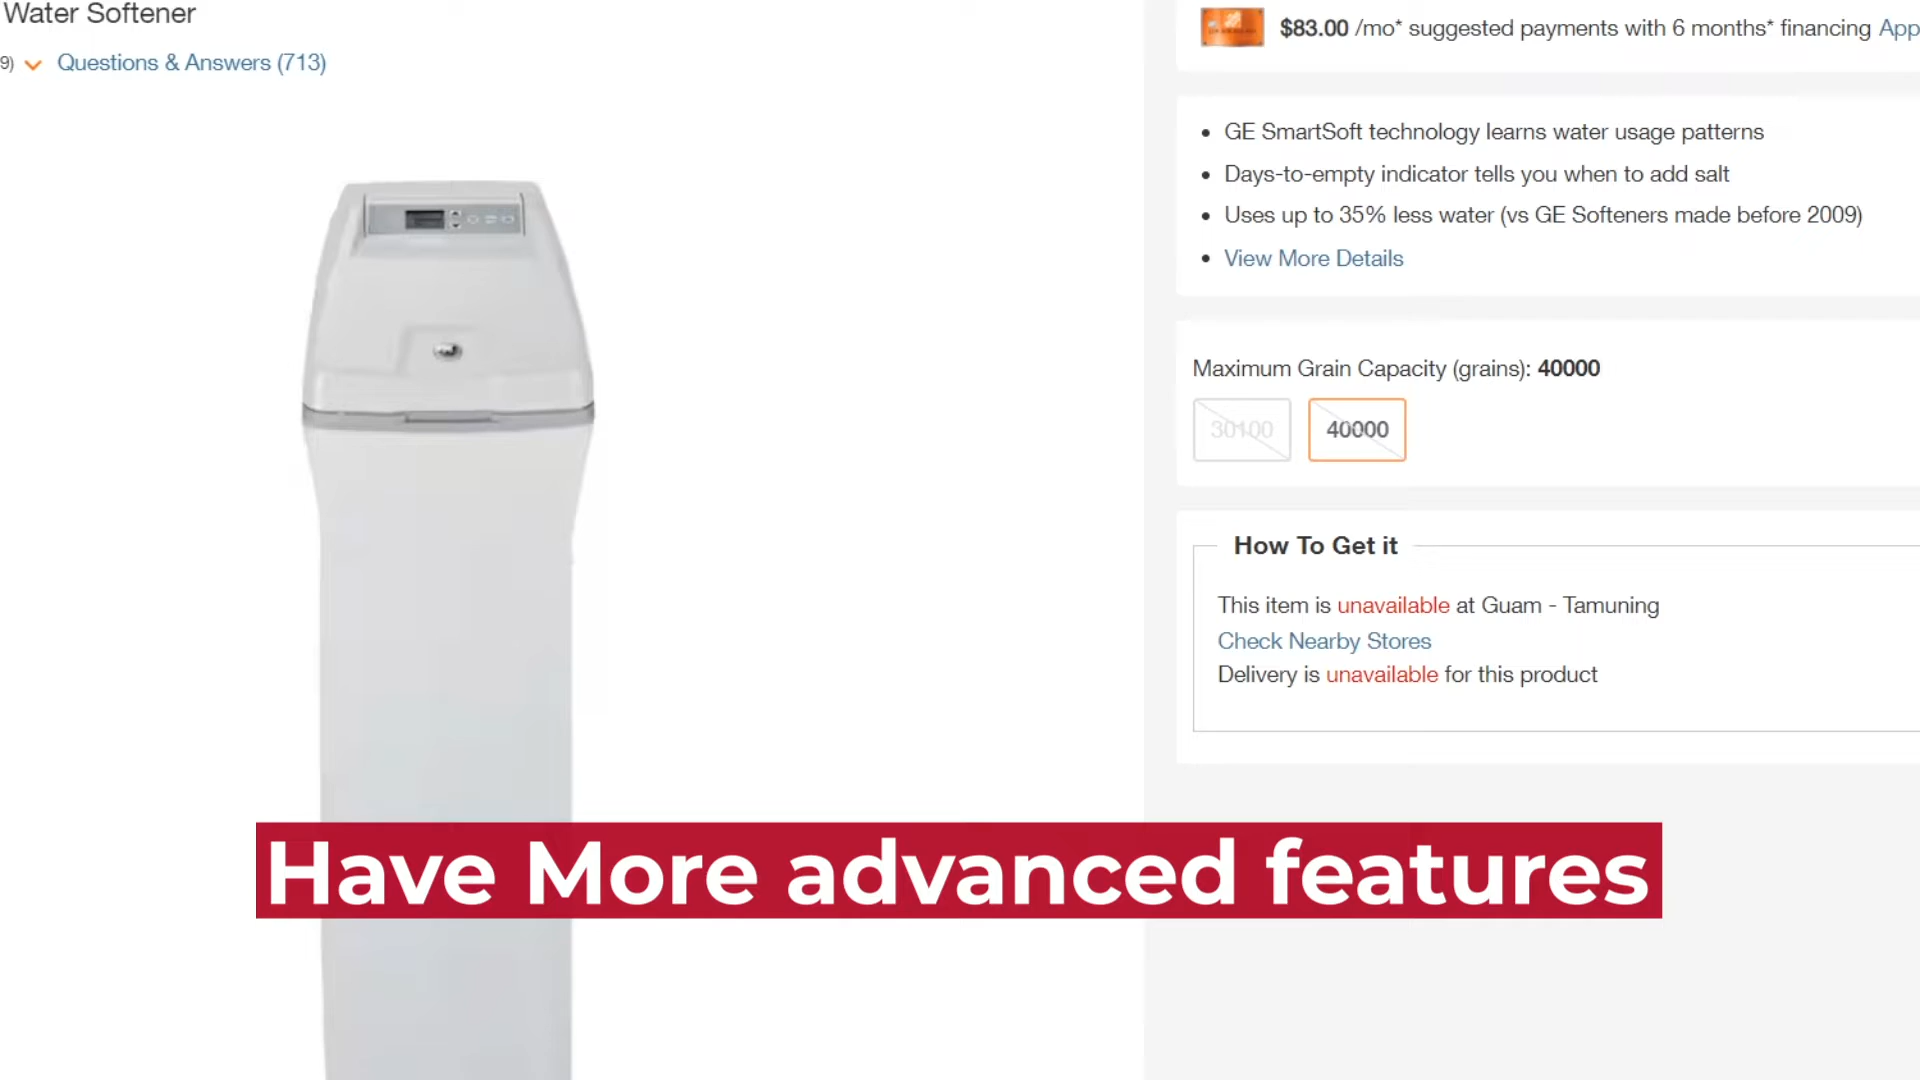 Water Softener
9) Questions & Answers (713)
$83.00 /mo* suggested payments with 6 months* financing App
GE SmartSoft technology learns water usage patterns
Days-to-empty indicator tells you when to add salt
Uses up to 35% less water (vs GE Softeners made before 2009)
View More Details
Maximum Grain Capacity (grains): 40000
30100 40000
How To Get it
This item is unavailable at Guam - Tamuning
Check Nearby Stores
Delivery is unavailable for this product
Have More advanced features